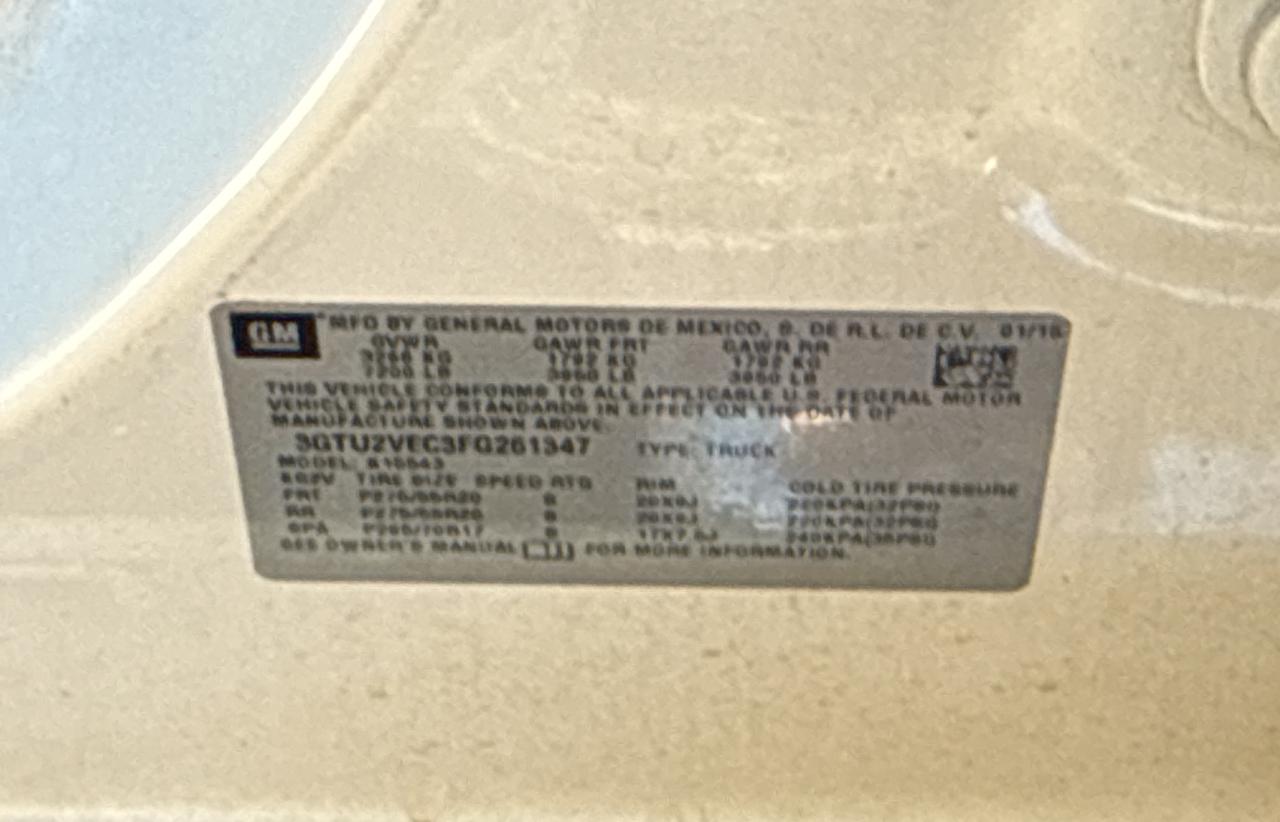 GM MFD BY GENERAL MOTORS DE MEXICO, S. DE R.L. DE C.V. 01/15
GVWR GAWR FRT GAWR RR
KG 1792 KG 1792 KG
7200 LB 3950 LB 3950 LB
THIS VEHICLE CONFORMS TO ALL APPLICABLE U.S. FEDERAL MOTOR
VEHICLE SAFETY STANDARDS IN EFFECT ON THE DATE OF
MANUFACTURE SHOWN ABOVE.
3GTU2VEC3FG261347 TYPE: TRUCK
MODEL:
TIRE SIZE SPEED RTG RIM COLD TIRE PRESSURE
FRT P275/55R20 S 20X9J 220KPA(32PSI)
RR P275/55R20 S 20X9J 220KPA(32PSI)
SPA P265/70R17 S 240KPA(35PSI)
SEE OWNER'S MANUAL FOR MORE INFORMATION.